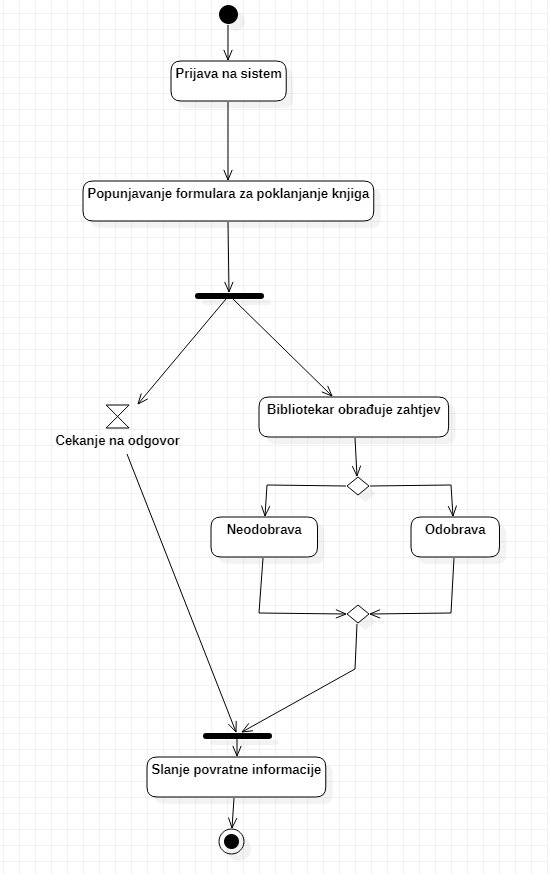 Prijava na sistem
Popunjavanje formulara za poklanjanje knjiga
Bibliotekar obrađuje zahtjev
Cekanje na odgovor
Neodobrava
Odobrava
Slanje povratne informacije